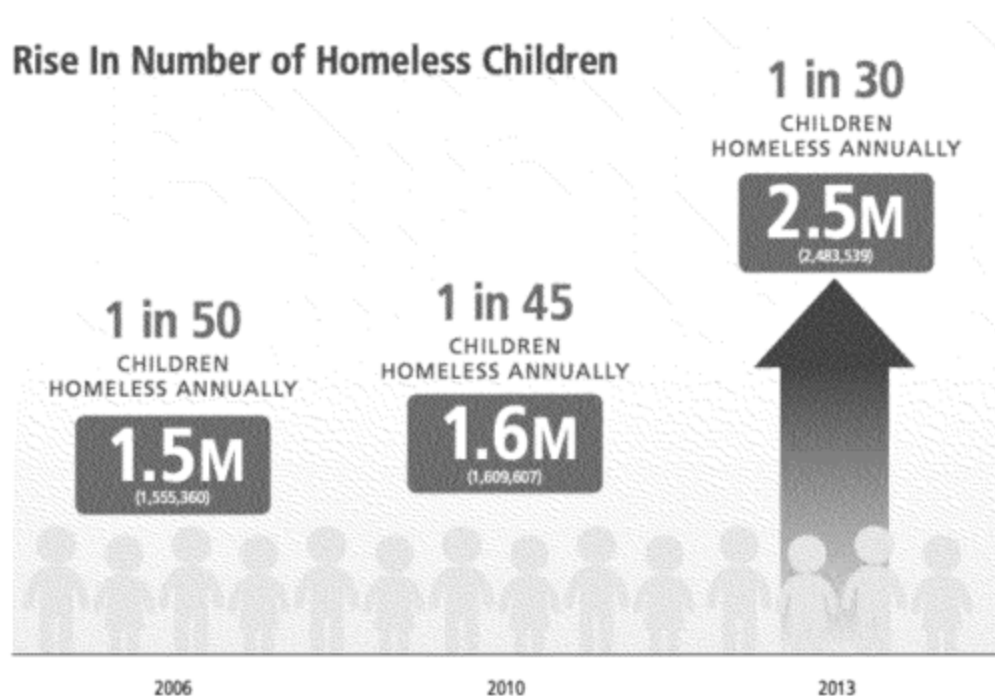 Rise In Number of Homeless Children
1 in 50
CHILDREN
HOMELESS ANNUALLY
1.5M
(1,555,360)
1 in 45
CHILDREN
HOMELESS ANNUALLY
1.6M
(1,609,607)
1 in 30
CHILDREN
HOMELESS ANNUALLY
2.5M
(2,483,539)
2006
2010
2013